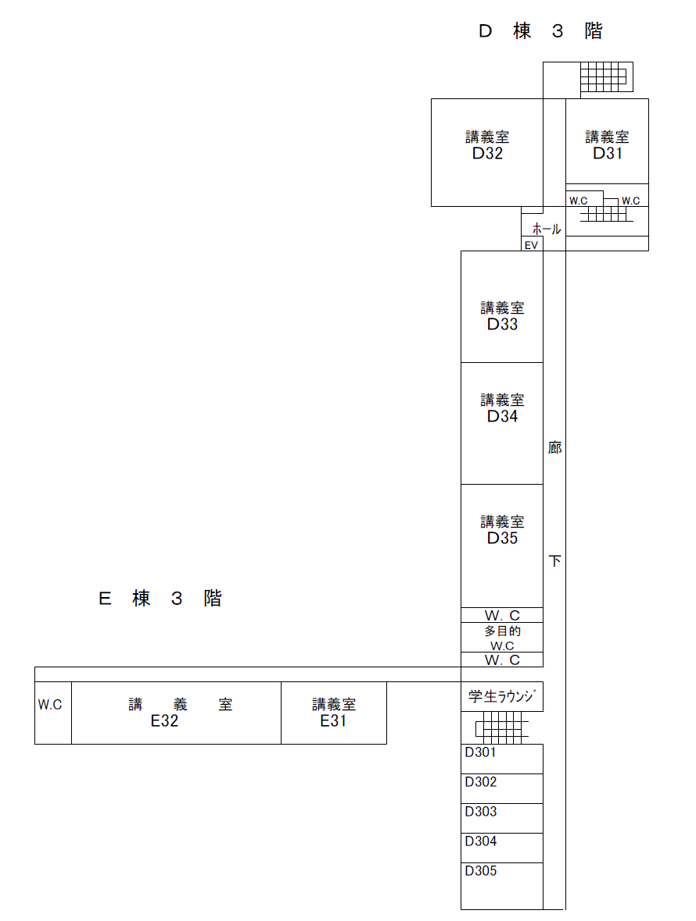 D 棟 3 階
講義室
D32
講義室
D31
W.C
W.C
ホール
EV
講義室
D33
講義室
D34
廊
講義室
D35
下
E 棟 3 階
W.C
多目的
W.C
W.C
学生ラウンジ
W.C
講 義 室
E32
講義室
E31
D301
D302
D303
D304
D305